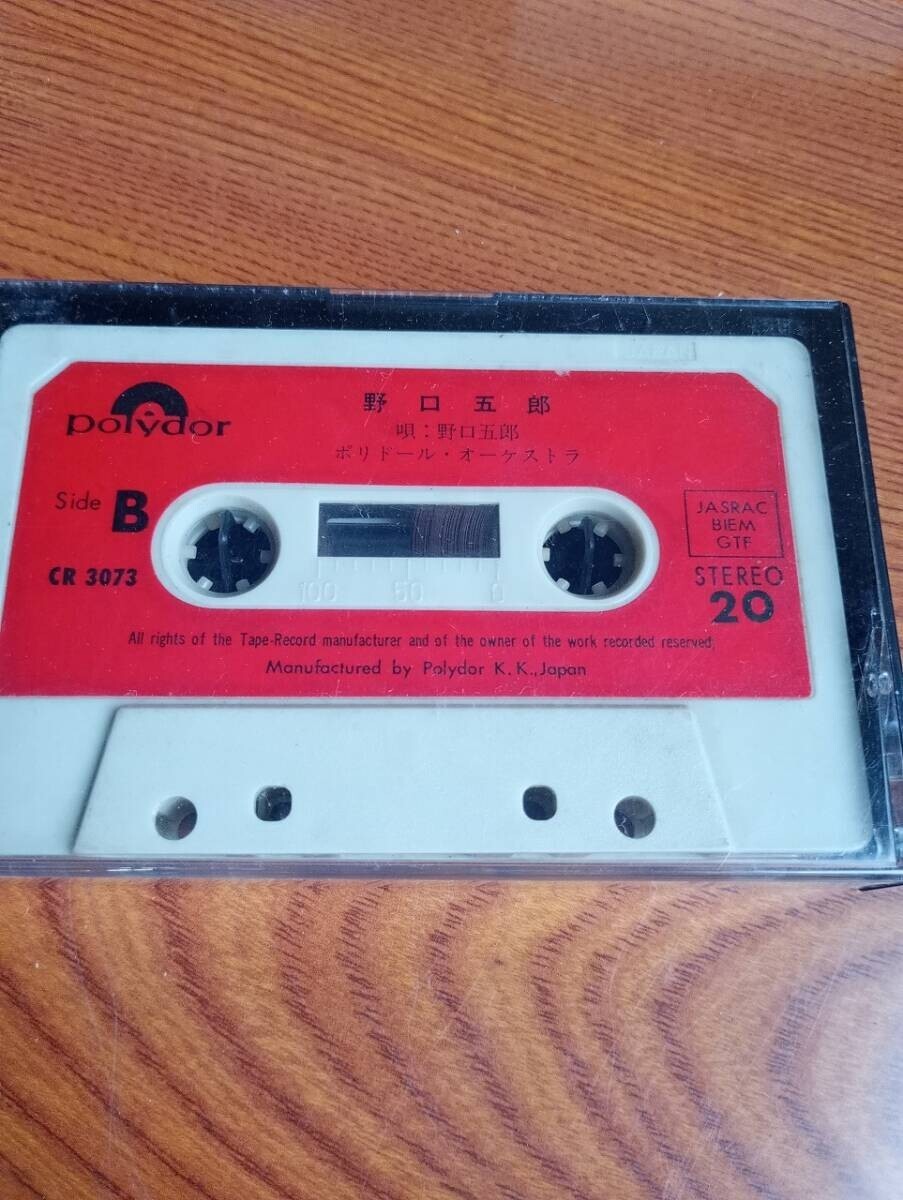 JAPAN
polydor
野口五郎
唄：野口五郎
ポリドール・オーケストラ
Side B
CR 3073
100 50 0
JASRAC
BIEM
GTF
STEREO
20
All rights of the Tape-Record manufacturer and of the owner of the work recorded reserved,
Manufactured by Polydor K.K.,Japan